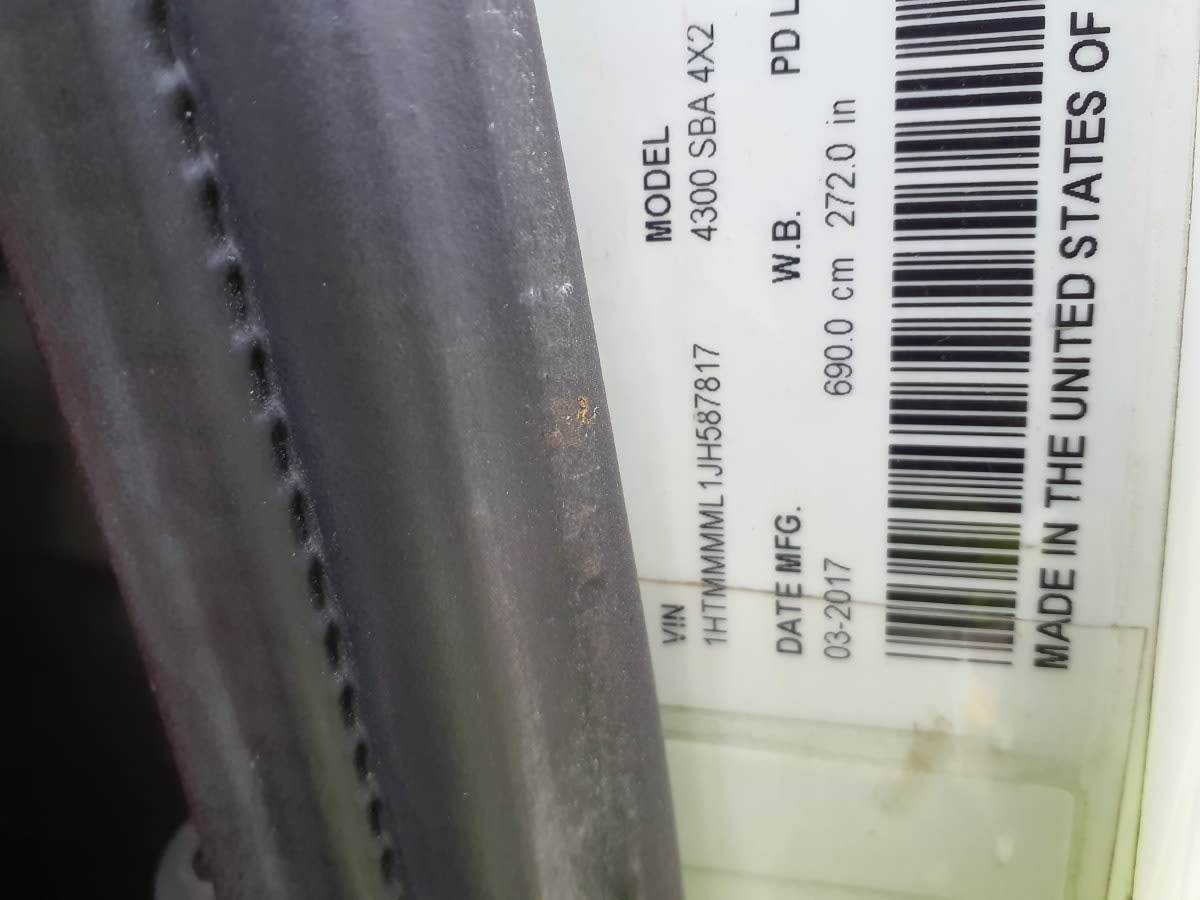 VIN MODEL
1HTMMMML1JH587817 4300 SBA 4X2
DATE MFG. W.B. PD L
03-2017 690.0 cm 272.0 in
MADE IN THE UNITED STATES OF